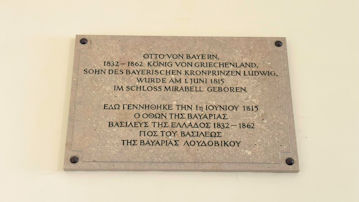 OTTO VON BAYERN,
1832–1862 KÖNIG VON GRIECHENLAND,
SOHN DES BAYERISCHEN KRONPRINZEN LUDWIG,
WURDE AM 1. JUNI 1815
IM SCHLOSS MIRABELL GEBOREN.
ΕΔΩ ΓΕΝΝΗΘΗΚΕ ΤΗΝ 1η ΙΟΥΝΙΟΥ 1815
Ο ΟΘΩΝ ΤΗΣ ΒΑΥΑΡΙΑΣ
ΒΑΣΙΛΕΥΣ ΤΗΣ ΕΛΛΑΔΟΣ 1832–1862
ΓΙΟΣ ΤΟΥ ΒΑΣΙΛΕΩΣ
ΤΗΣ ΒΑΥΑΡΙΑΣ ΛΟΥΔΟΒΙΚΟΥ